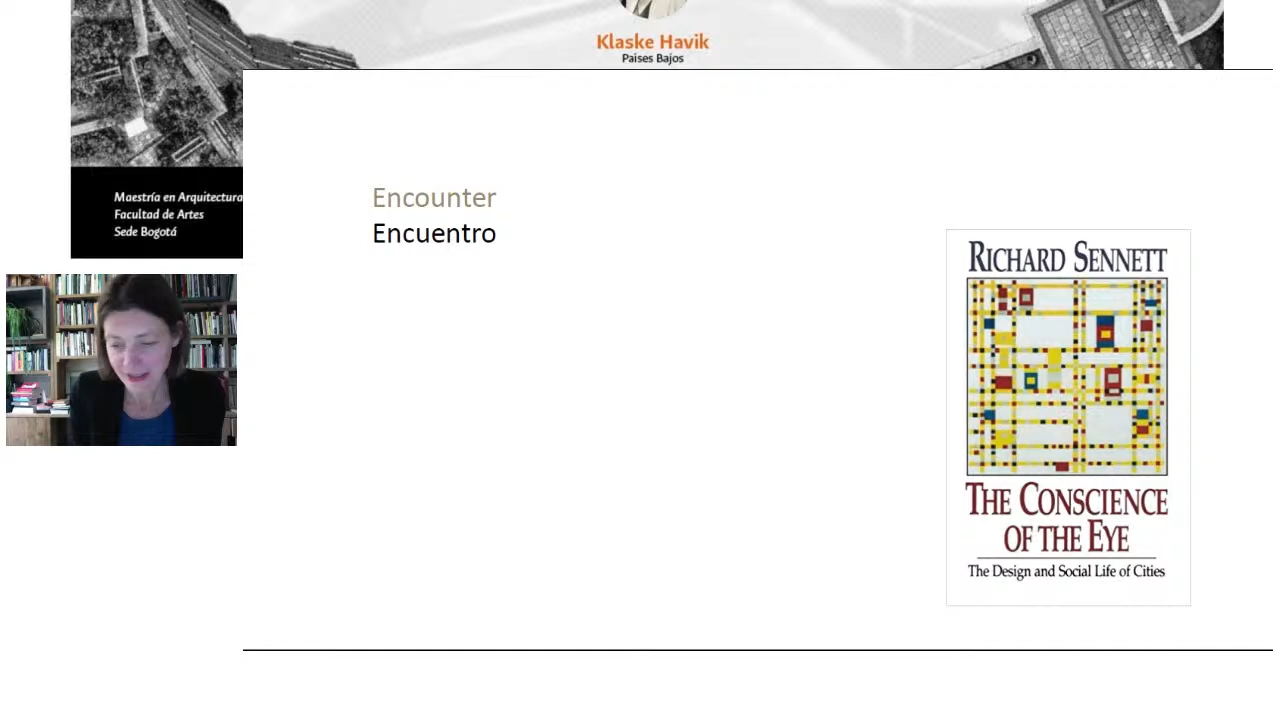 Klaske Havik
Paises Bajos
Maestría en Arquitectura
Facultad de Artes
Sede Bogotá
Encounter
Encuentro
RICHARD SENNETT
THE CONSCIENCE
OF THE EYE
The Design and Social Life of Cities